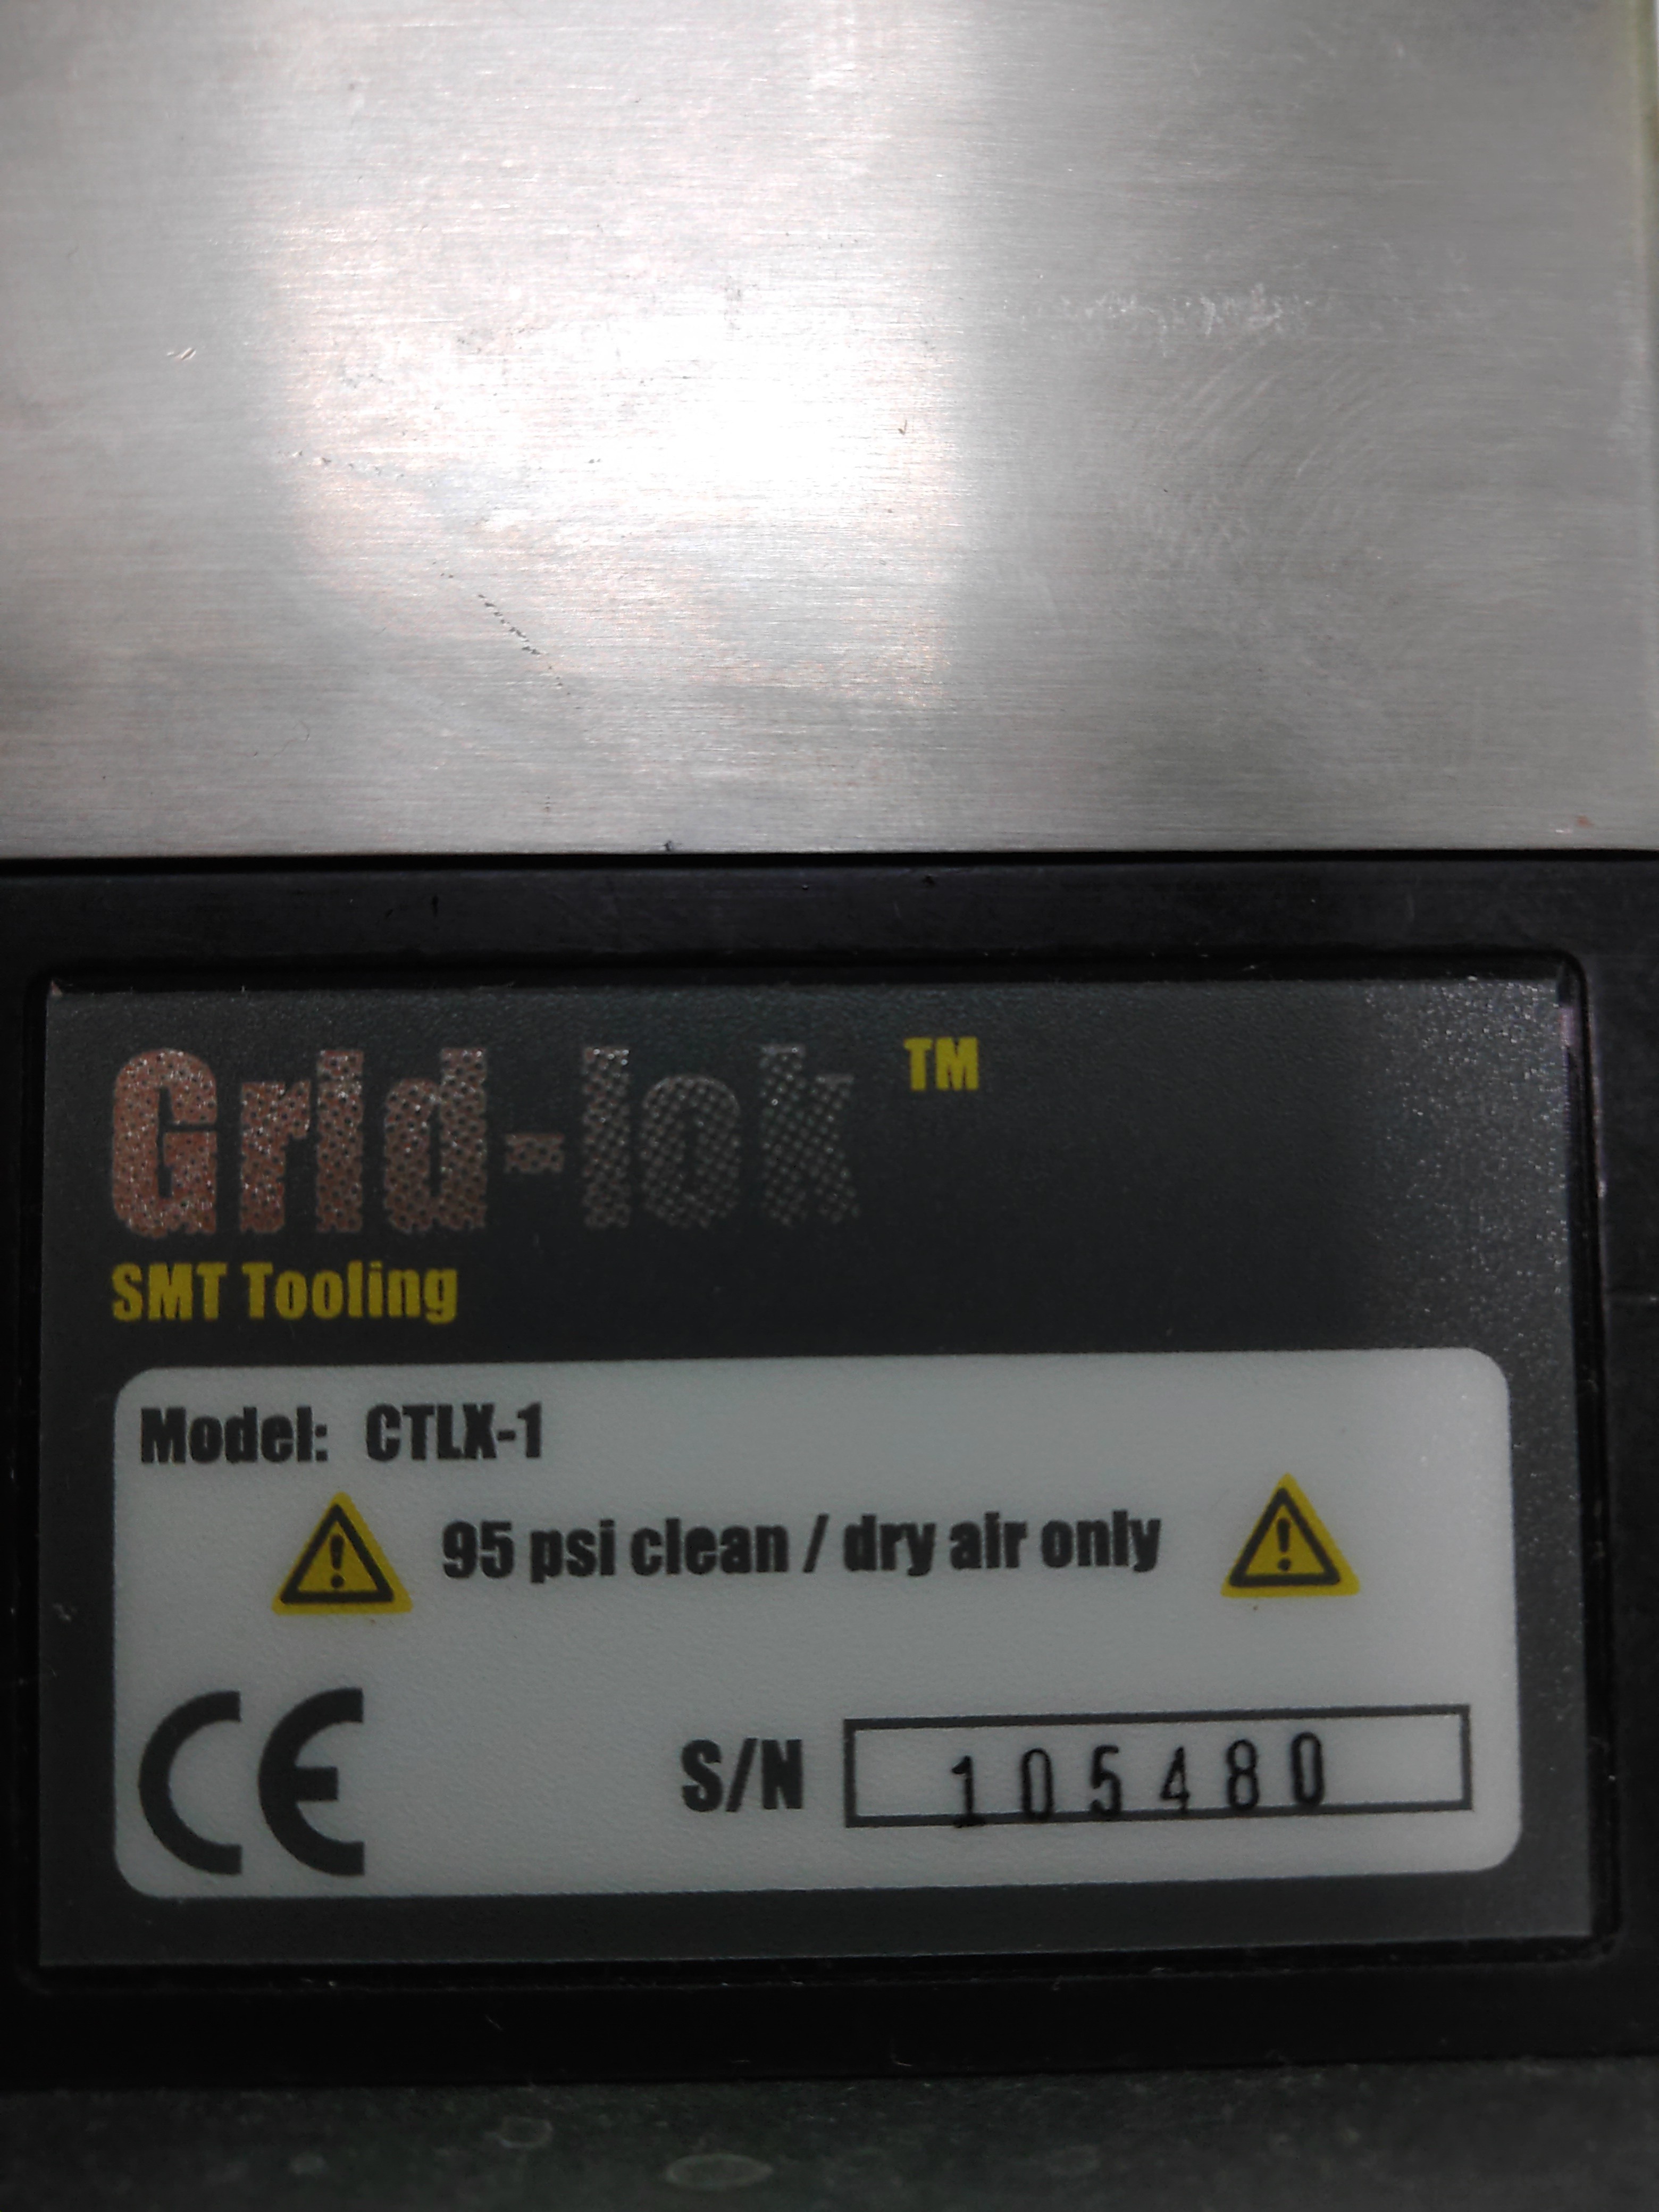 Grid-lok ™
SMT Tooling
Model: CTLX-1
95 psi clean / dry air only
CE
S/N 105480